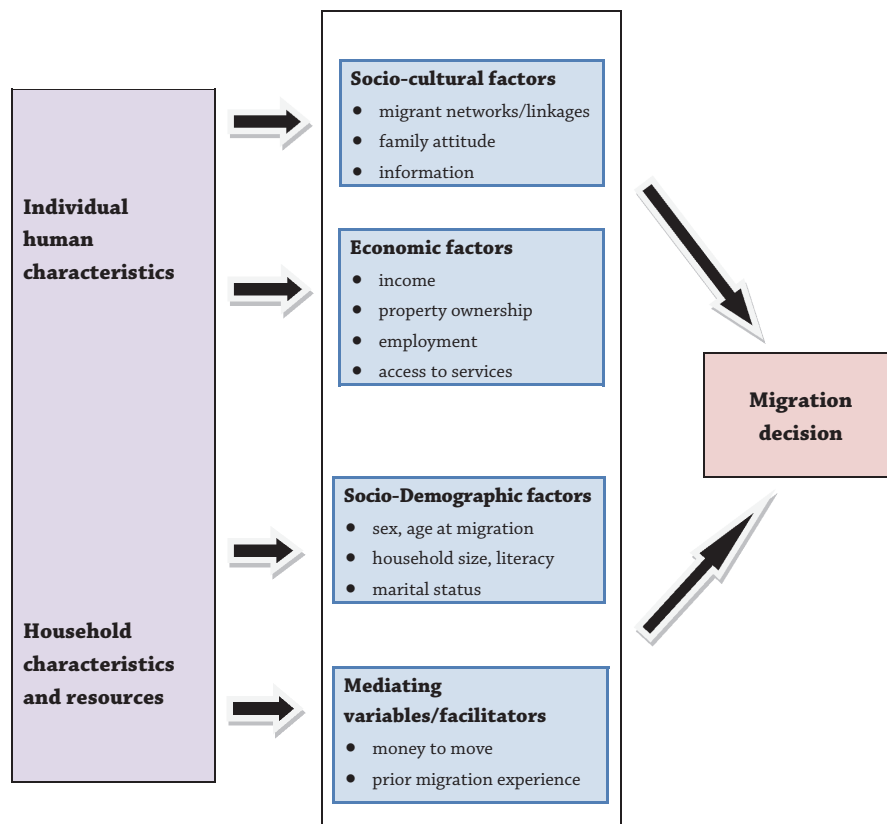 Individual
human
characteristics
Household
characteristics
and resources
Socio-cultural factors
● migrant networks/linkages
● family attitude
● information
Economic factors
● income
● property ownership
● employment
● access to services
Socio-Demographic factors
● sex, age at migration
● household size, literacy
● marital status
Mediating
variables/facilitators
● money to move
● prior migration experience
Migration
decision